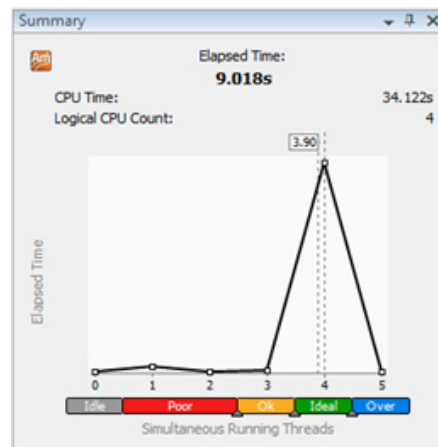 Summary
Am
Elapsed Time:
9.018s
CPU Time: 34.122s
Logical CPU Count: 4
3.90
Elapsed Time
0 1 2 3 4 5
Idle Poor Ok Ideal Over
Simultaneous Running Threads